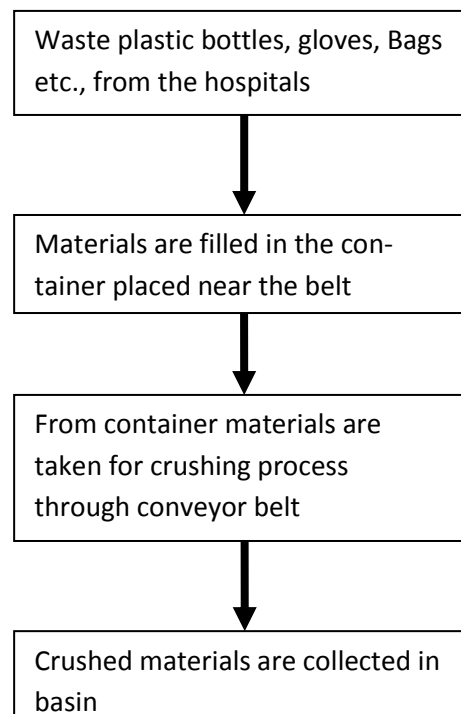 Waste plastic bottles, gloves, Bags
etc., from the hospitals
Materials are filled in the con-
tainer placed near the belt
From container materials are
taken for crushing process
through conveyor belt
Crushed materials are collected in
basin